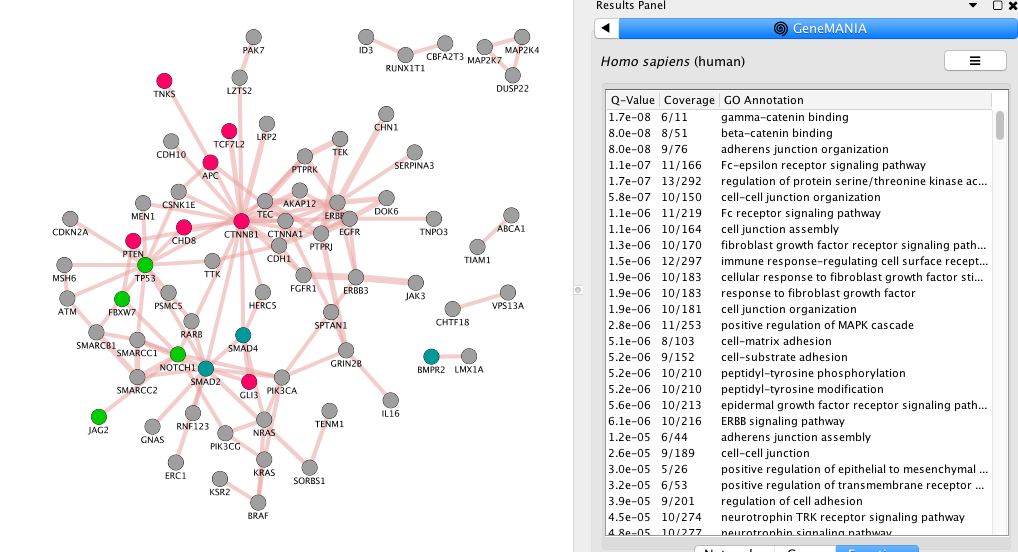 Results Panel
GeneMANIA
Homo sapiens (human)
Q-Value Coverage GO Annotation
1.7e-08 6/11 gamma-catenin binding
8.0e-08 8/51 beta-catenin binding
8.0e-08 9/76 adherens junction organization
1.1e-07 11/166 Fc-epsilon receptor signaling pathway
1.7e-07 13/292 regulation of protein serine/threonine kinase ac...
5.8e-07 10/150 cell-cell junction organization
1.1e-06 11/219 Fc receptor signaling pathway
1.1e-06 10/164 cell junction assembly
1.3e-06 10/170 fibroblast growth factor receptor signaling path...
1.5e-06 12/297 immune response-regulating cell surface recept...
1.9e-06 10/183 cellular response to fibroblast growth factor sti...
1.9e-06 10/183 response to fibroblast growth factor
1.9e-06 10/181 cell junction organization
2.8e-06 11/253 positive regulation of MAPK cascade
5.1e-06 8/103 cell-matrix adhesion
5.2e-06 9/152 cell-substrate adhesion
5.2e-06 10/210 peptidyl-tyrosine phosphorylation
5.2e-06 10/210 peptidyl-tyrosine modification
5.6e-06 10/213 epidermal growth factor receptor signaling path...
6.1e-06 10/216 ERBB signaling pathway
1.2e-05 6/44 adherens junction assembly
2.6e-05 9/189 cell-cell junction
3.0e-05 5/26 positive regulation of epithelial to mesenchymal ...
3.2e-05 6/53 positive regulation of transmembrane receptor ...
3.9e-05 9/201 regulation of cell adhesion
4.5e-05 10/274 neurotrophin TRK receptor signaling pathway
4.8e-05 10/277 neurotrophin signaling pathway
PAK7
ID3
RUNX1T1
CBFA2T3
MAP2K7
MAP2K4
DUSP22
TNKS
LZTS2
TCF7L2
LRP2
CHN1
CDH10
APC
PTPRK
TEK
SERPINA3
CSNK1E
MEN1
TEC
AKAP12
DOK6
CDKN2A
CHD8
CTNNB1
CTNNA1
EGFR
TNPO3
ABCA1
PTEN
PTPRJ
CDH1
TIAM1
MSH6
TP53
TTK
FGFR1
ERBB3
JAK3
ATM
FBXW7
PSMC5
HERC5
VPS13A
SPTAN1
CHTF18
RARB
SMARCB1
SMARCC1
SMAD4
NOTCH1
GRIN2B
BMPR2
LMX1A
SMARCC2
SMAD2
GLI3
PIK3CA
IL16
JAG2
GNAS
RNF123
NRAS
TENM1
PIK3CG
ERC1
KRAS
SORBS1
KSR2
BRAF